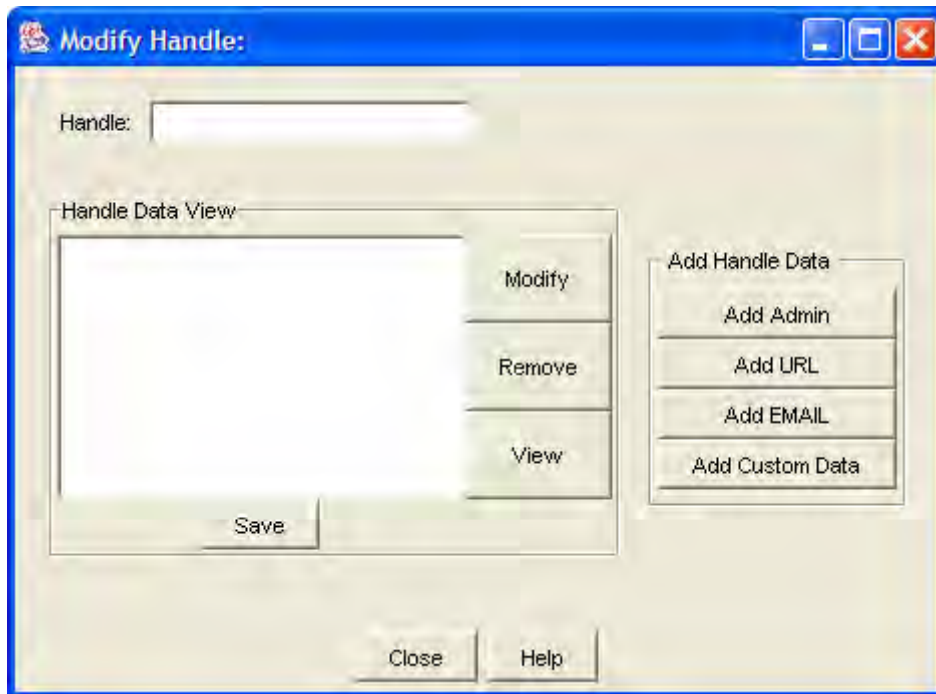 Modify Handle:
Handle:
Handle Data View
Modify
Remove
View
Save
Add Handle Data
Add Admin
Add URL
Add EMAIL
Add Custom Data
Close
Help